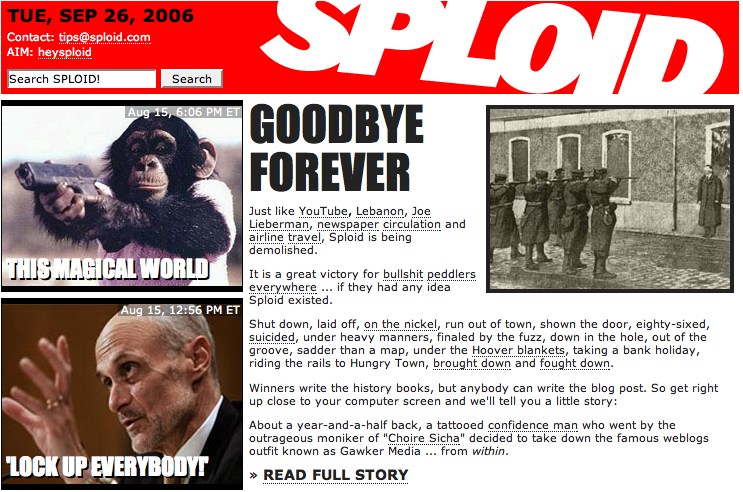 TUE, SEP 26, 2006
Contact: tips@sploid.com
AIM: heysploid
Search SPLOID! Search
SPLOID
Aug 15, 6:06 PM ET
THIS MAGICAL WORLD
Aug 15, 12:56 PM ET
'LOCK UP EVERYBODY!'
GOODBYE
FOREVER
Just like YouTube, Lebanon, Joe
Lieberman, newspaper circulation and
airline travel, Sploid is being
demolished.
It is a great victory for bullshit peddlers
everywhere ... if they had any idea
Sploid existed.
Shut down, laid off, on the nickel, run out of town, shown the door, eighty-sixed,
suicided, under heavy manners, finaled by the fuzz, down in the hole, out of the
groove, sadder than a map, under the Hoover blankets, taking a bank holiday,
riding the rails to Hungry Town, brought down and fought down.
Winners write the history books, but anybody can write the blog post. So get right
up close to your computer screen and we'll tell you a little story:
About a year-and-a-half back, a tattooed confidence man who went by the
outrageous moniker of "Choire Sicha" decided to take down the famous weblogs
outfit known as Gawker Media ... from within.
» READ FULL STORY